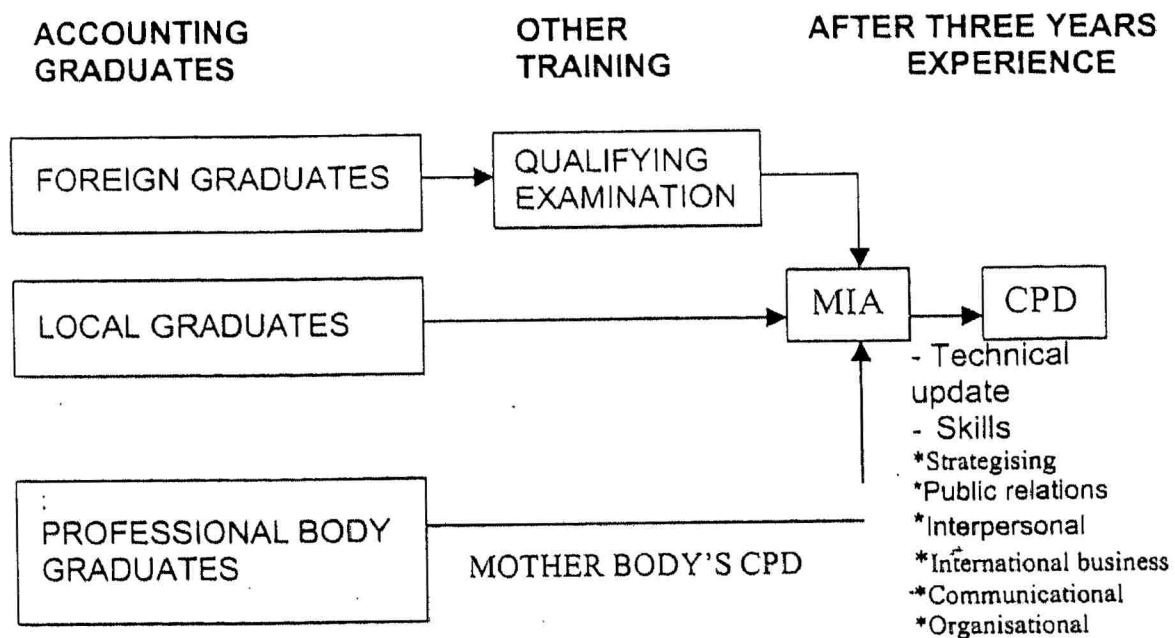 ACCOUNTING
GRADUATES
OTHER
TRAINING
AFTER THREE YEARS
EXPERIENCE
FOREIGN GRADUATES
QUALIFYING
EXAMINATION
LOCAL GRADUATES
MIA
CPD
- Technical
update
- Skills
*Strategising
*Public relations
*Interpersonal
*International business
*Communicational
*Organisational
PROFESSIONAL BODY
GRADUATES
MOTHER BODY'S CPD